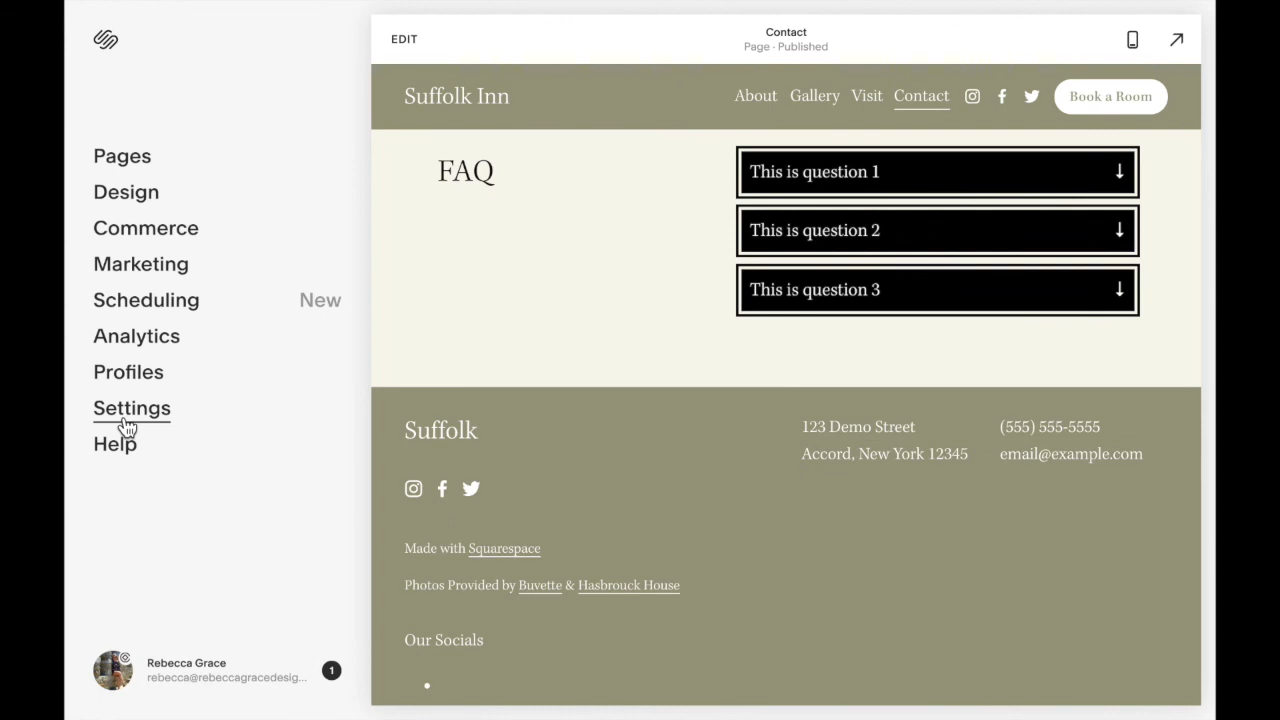 Pages
Design
Commerce
Marketing
Scheduling New
Analytics
Profiles
Settings
Help
Rebecca Grace
rebecca@rebeccagracedesig...
1
EDIT
Contact
Page · Published
Suffolk Inn
About Gallery Visit Contact
Book a Room
FAQ
This is question 1
This is question 2
This is question 3
Suffolk
123 Demo Street
Accord, New York 12345
(555) 555-5555
email@example.com
Made with Squarespace
Photos Provided by Buvette & Hasbrouck House
Our Socials